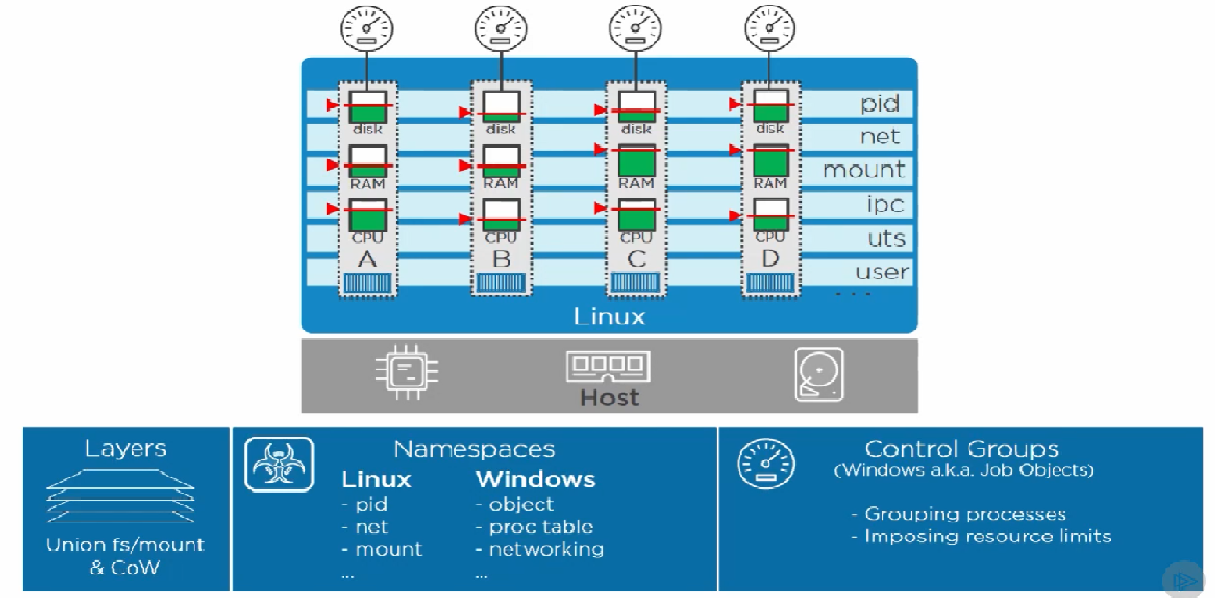 pid
disk disk disk disk
net
mount
RAM RAM RAM RAM
ipc
CPU CPU CPU CPU
uts
A B C D
user
...
Linux
Host
Layers
Union fs/mount
& CoW
Namespaces
Linux
- pid
- net
- mount
...
Windows
- object
- proc table
- networking
...
Control Groups
(Windows a.k.a. Job Objects)
- Grouping processes
- Imposing resource limits